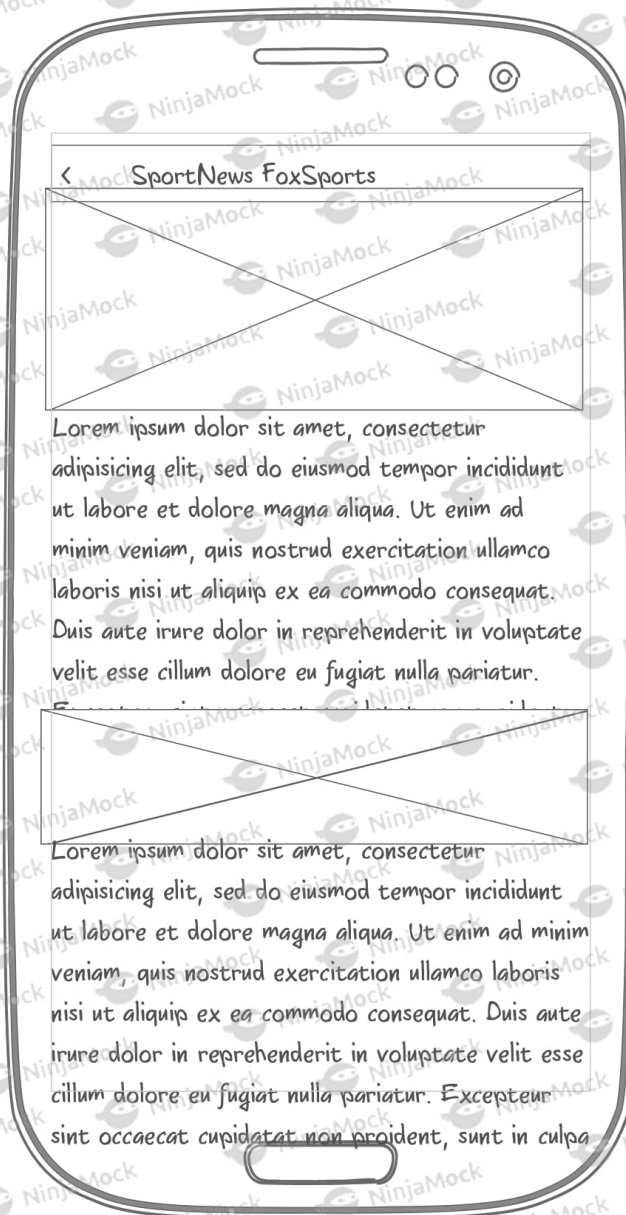 < SportNews FoxSports
Lorem ipsum dolor sit amet, consectetur
adipisicing elit, sed do eiusmod tempor incididunt
ut labore et dolore magna aliqua. Ut enim ad
minim veniam, quis nostrud exercitation ullamco
laboris nisi ut aliquip ex ea commodo consequat.
Duis aute irure dolor in reprehenderit in voluptate
velit esse cillum dolore eu fugiat nulla pariatur.
Lorem ipsum dolor sit amet, consectetur
adipisicing elit, sed do eiusmod tempor incididunt
ut labore et dolore magna aliqua. Ut enim ad minim
veniam, quis nostrud exercitation ullamco laboris
nisi ut aliquip ex ea commodo consequat. Duis aute
irure dolor in reprehenderit in voluptate velit esse
cillum dolore eu fugiat nulla pariatur. Excepteur
sint occaecat cupidatat non proident, sunt in culpa
NinjaMock